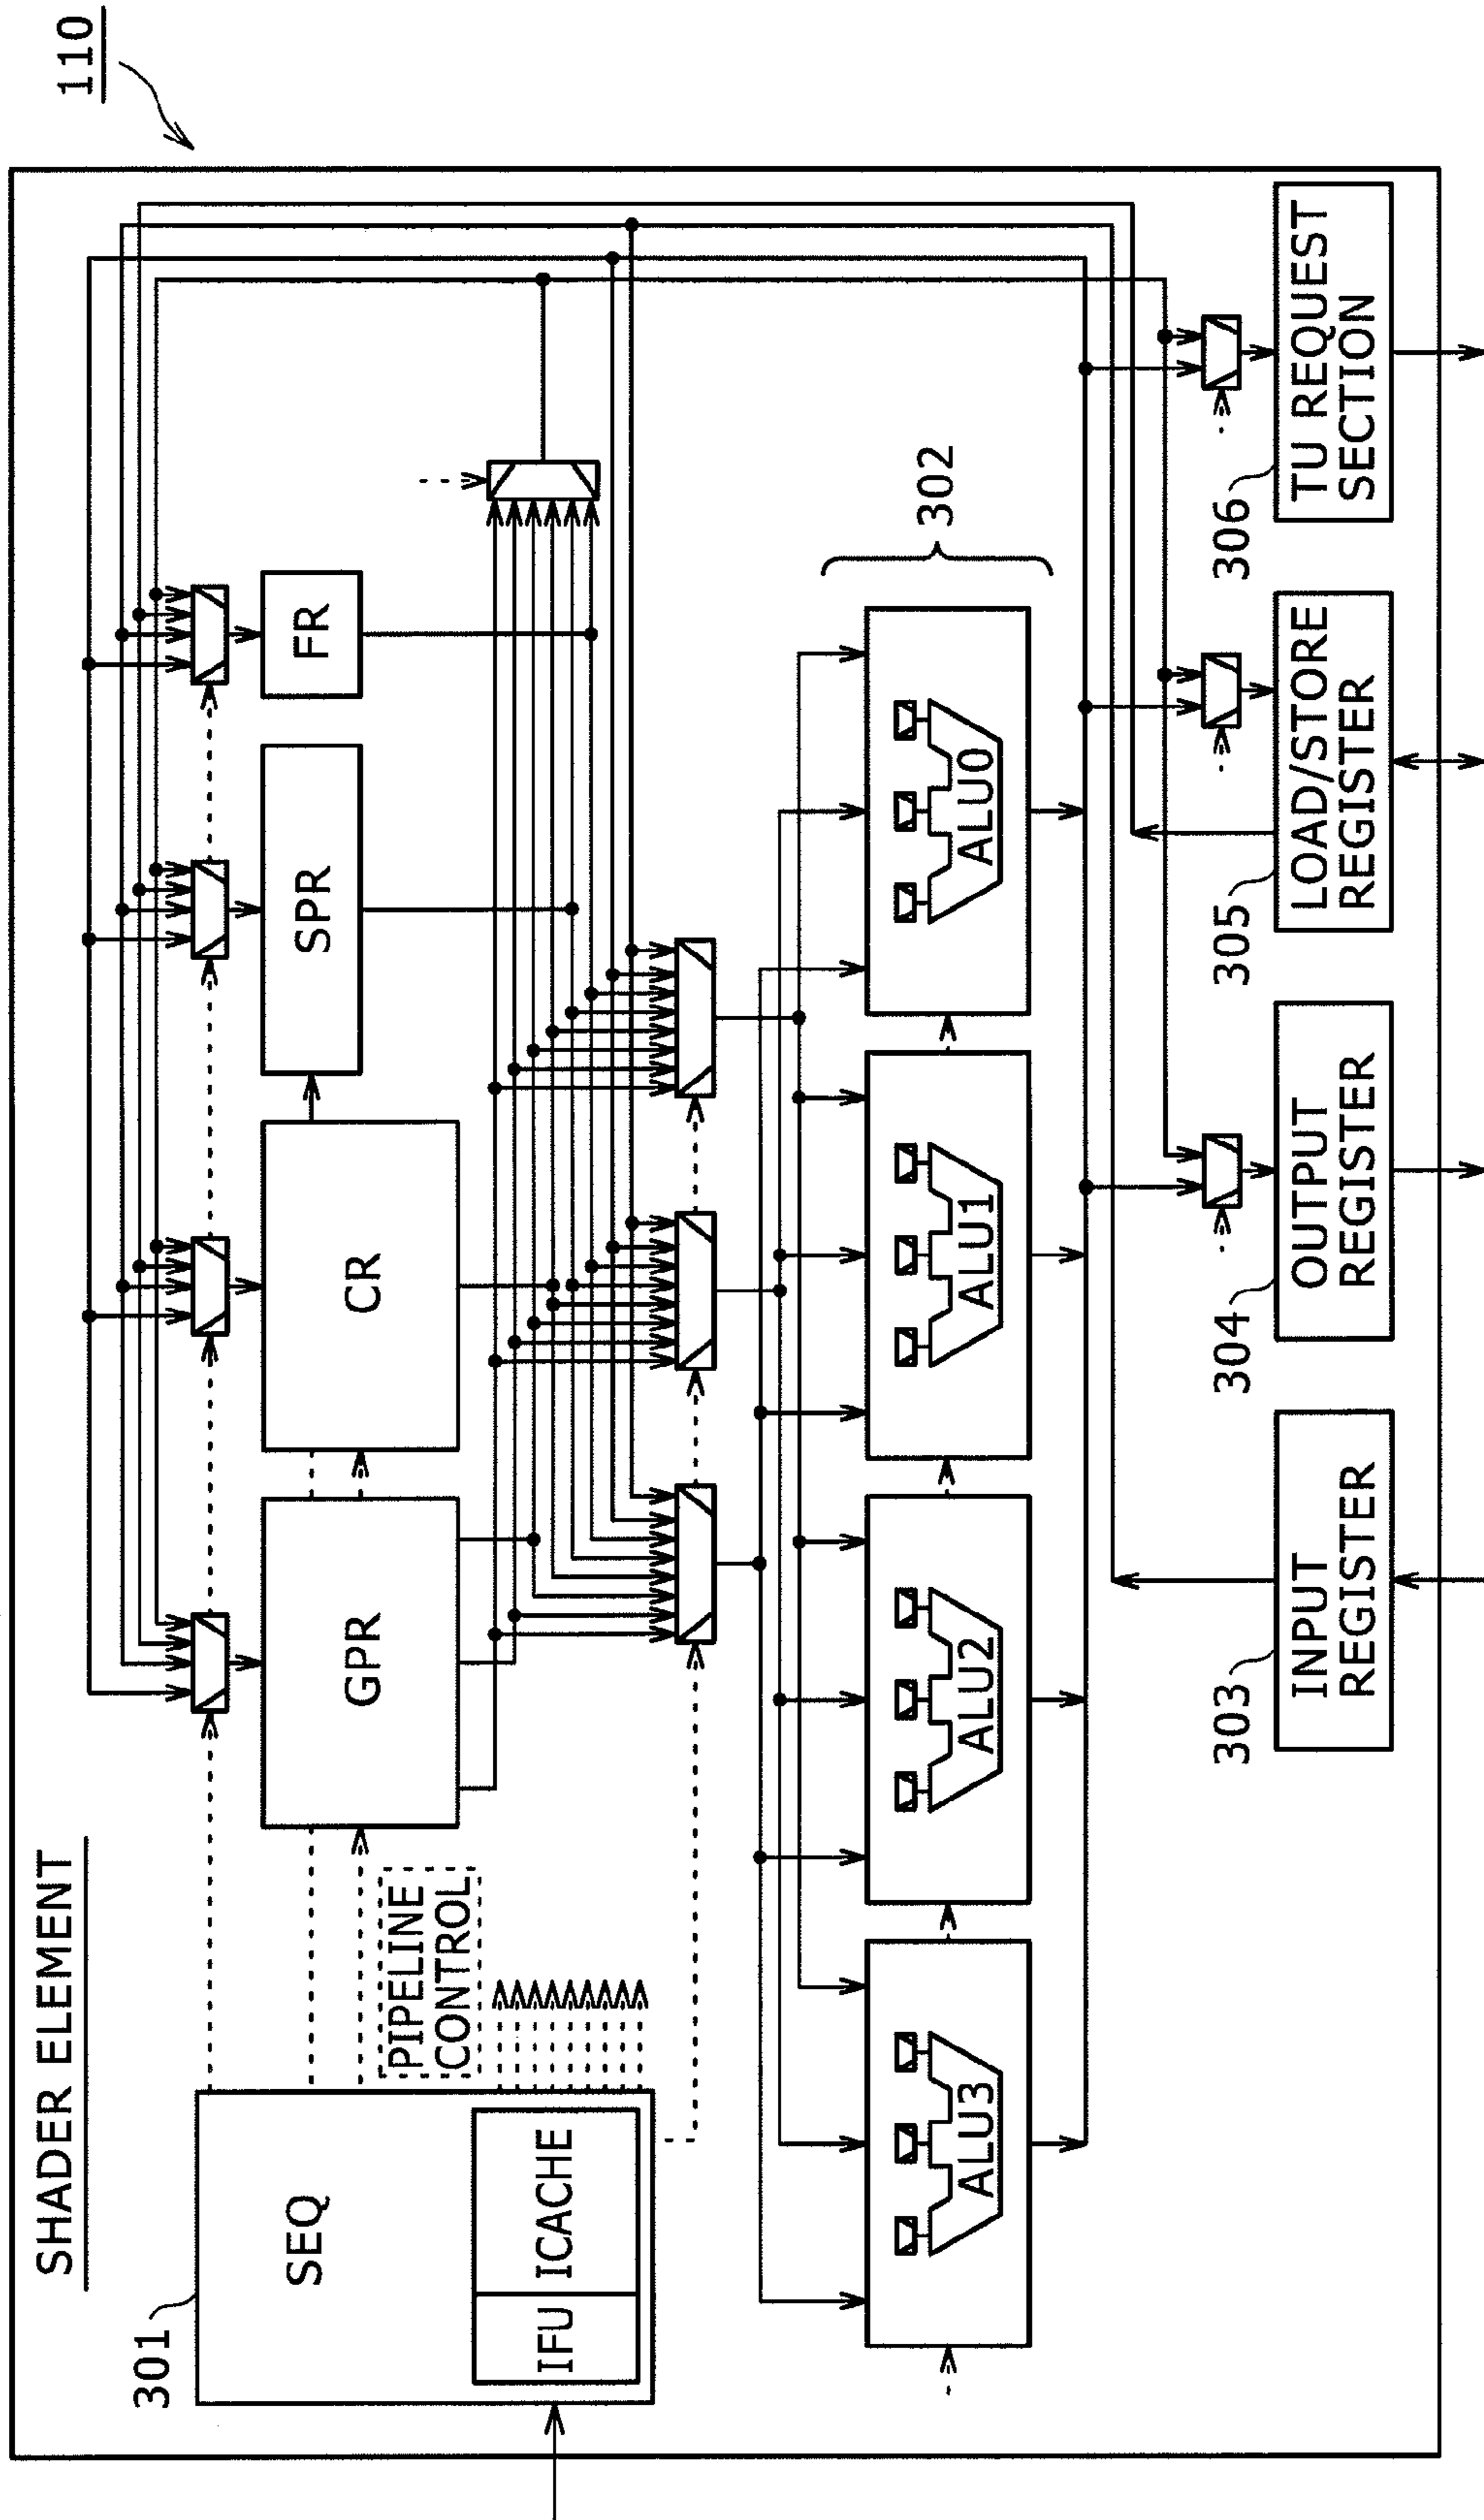 110
SHADER ELEMENT
301
SEQ
IFU
ICACHE
PIPELINE
CONTROL
GPR
CR
SPR
FR
302
ALU3
ALU2
ALU1
ALU0
303
INPUT
REGISTER
304
OUTPUT
REGISTER
305
LOAD/STORE
REGISTER
306
TU REQUEST
SECTION